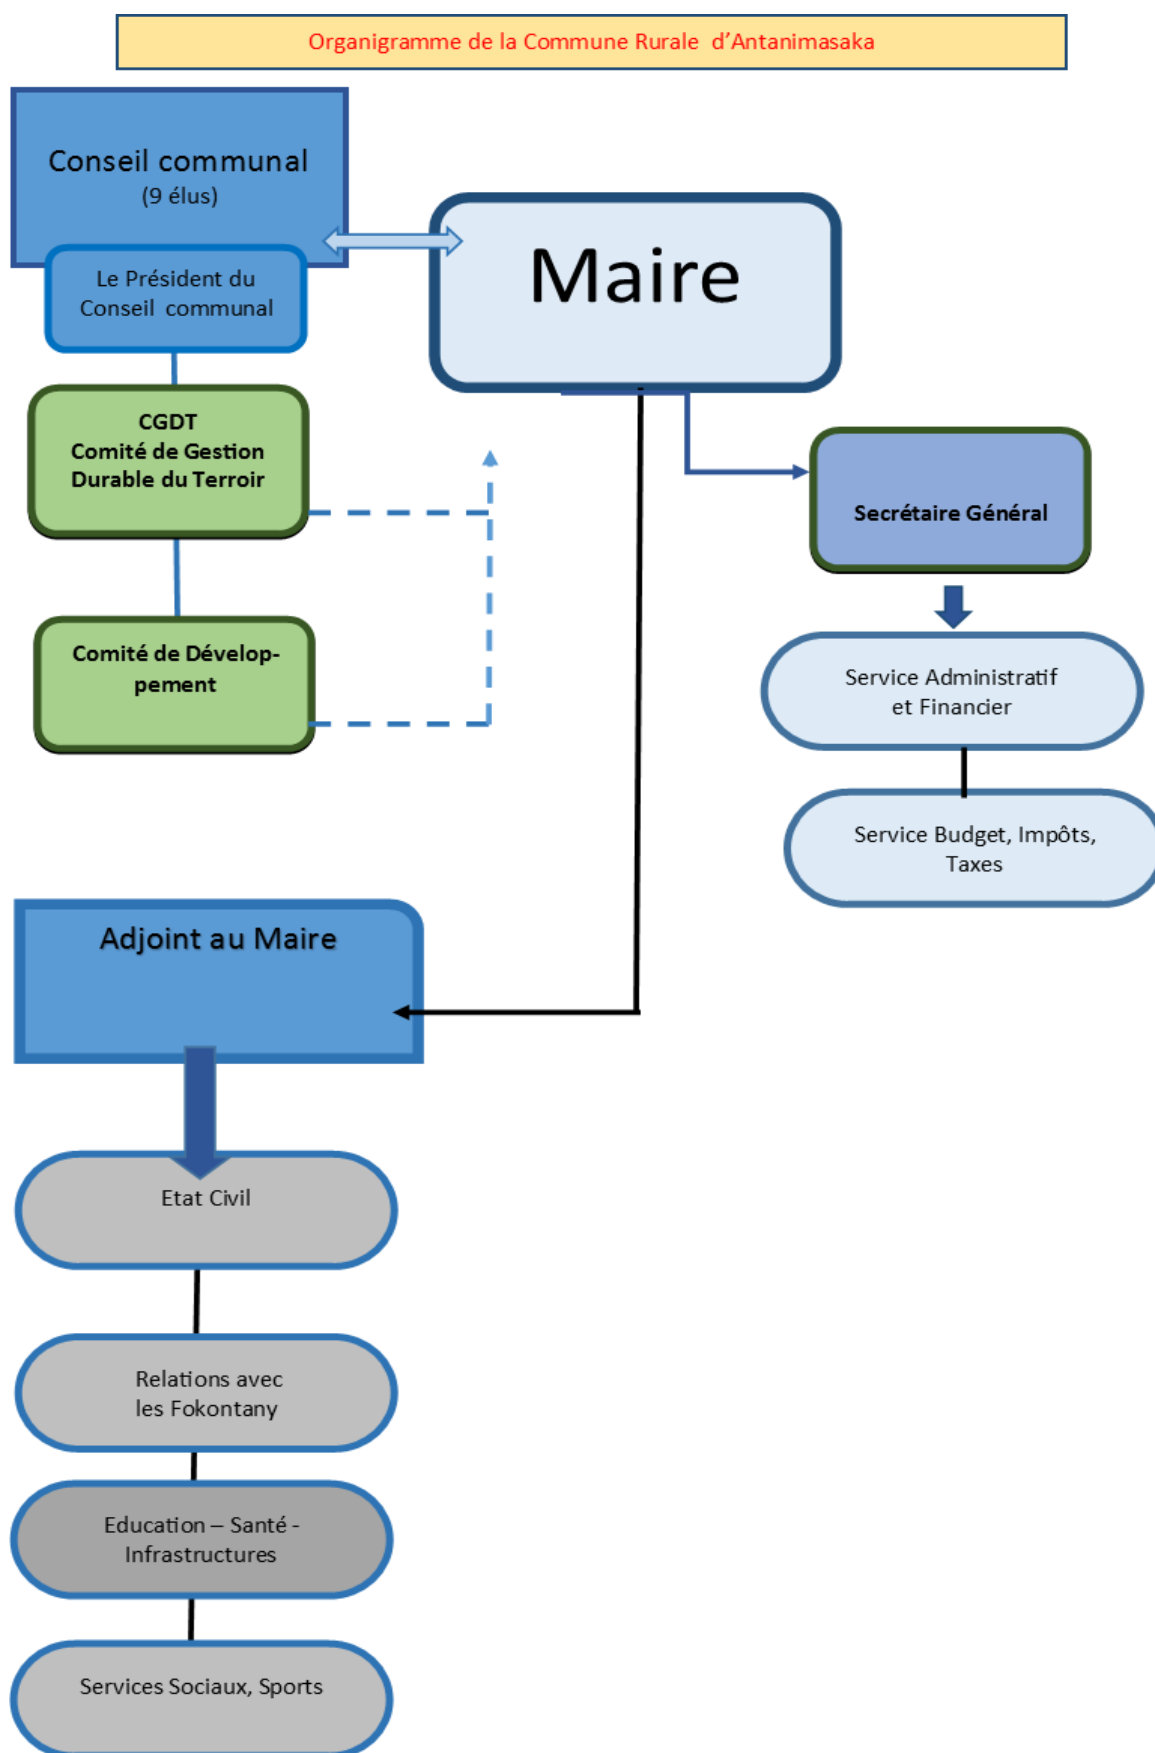 Organigramme de la Commune Rurale d’Antanimasaka
Conseil communal
(9 élus)
Le Président du
Conseil communal
Maire
CGDT
Comité de Gestion
Durable du Terroir
Secrétaire Général
Comité de Dévelop-
pement
Service Administratif
et Financier
Service Budget, Impôts,
Taxes
Adjoint au Maire
Etat Civil
Relations avec
les Fokontany
Education – Santé -
Infrastructures
Services Sociaux, Sports